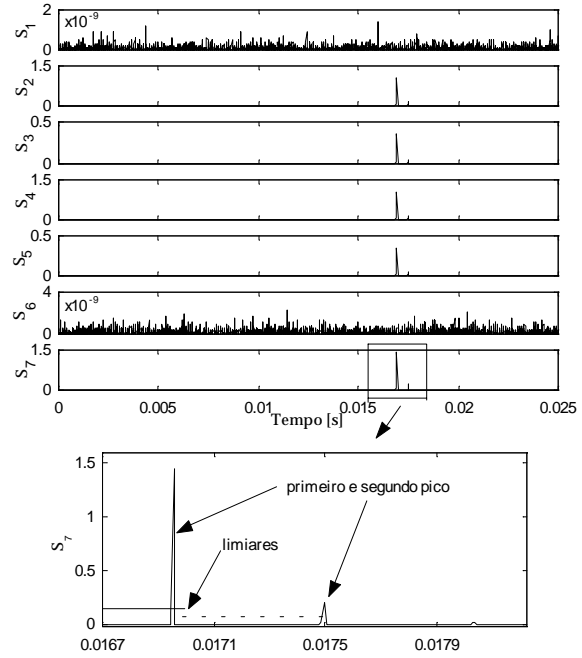 2
x10⁻⁹
S₁
0
1.5
S₂
0
0.5
S₃
0
1.5
S₄
0
0.5
S₅
0
4
x10⁻⁹
S₆
0
1.5
S₇
0
0 0.005 0.01 0.015 0.02 0.025
Tempo [s]
1.5
primeiro e segundo pico
1
S₇
limiares
0.5
0
0.0167 0.0171 0.0175 0.0179